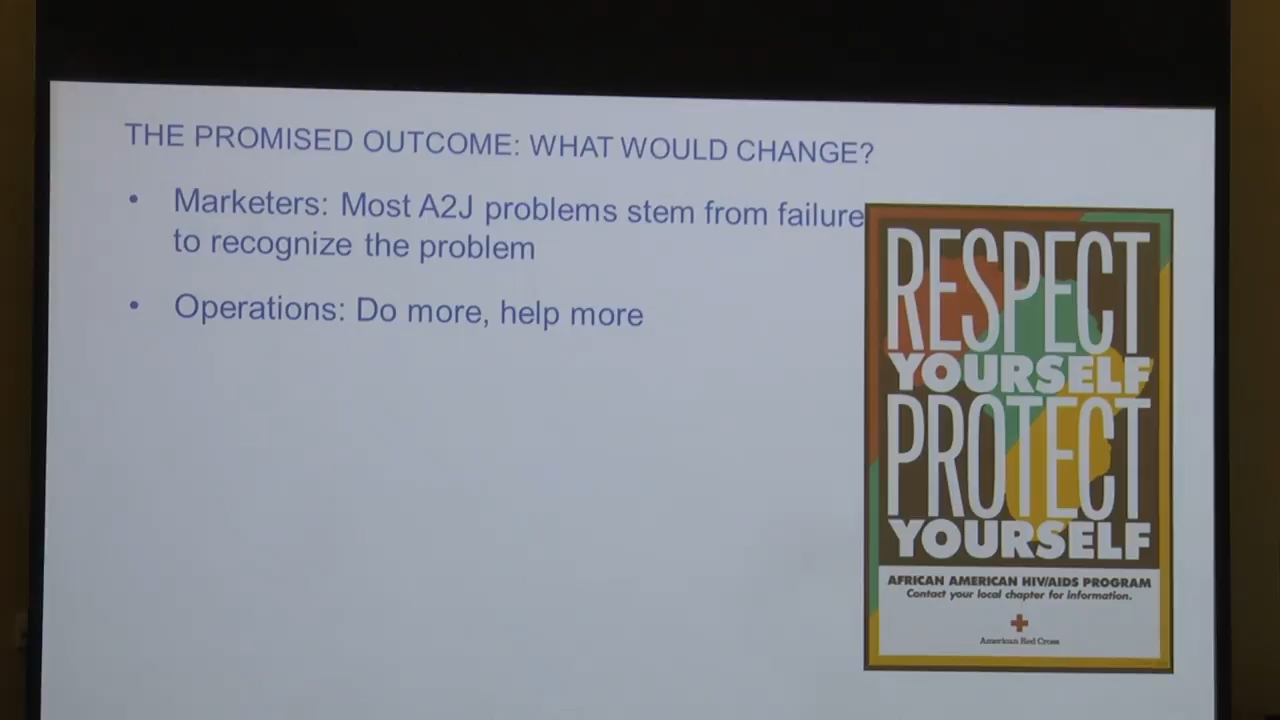 THE PROMISED OUTCOME: WHAT WOULD CHANGE?
• Marketers: Most A2J problems stem from failure
to recognize the problem
• Operations: Do more, help more
RESPECT
YOURSELF
PROTECT
YOURSELF
AFRICAN AMERICAN HIV/AIDS PROGRAM
Contact your local chapter for information.
American Red Cross